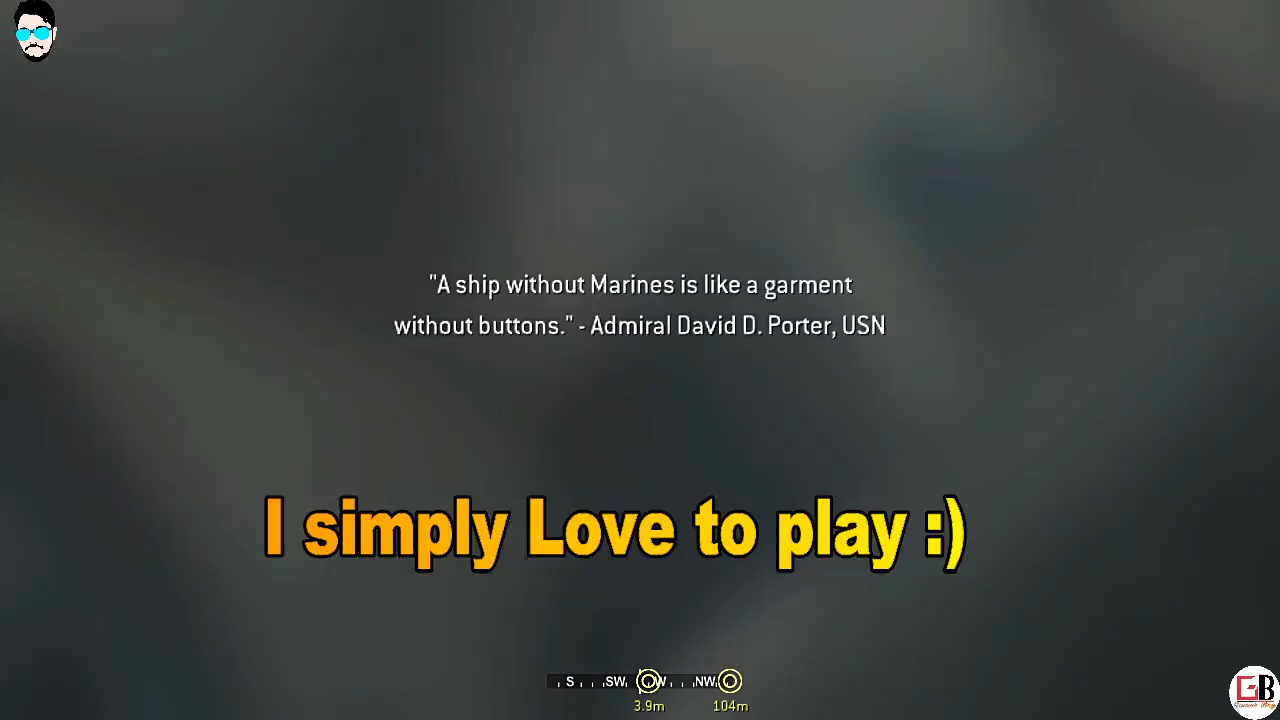 "A ship without Marines is like a garment
without buttons." - Admiral David D. Porter, USN
I simply Love to play :)
S SW W NW
3.9m 104m
GB